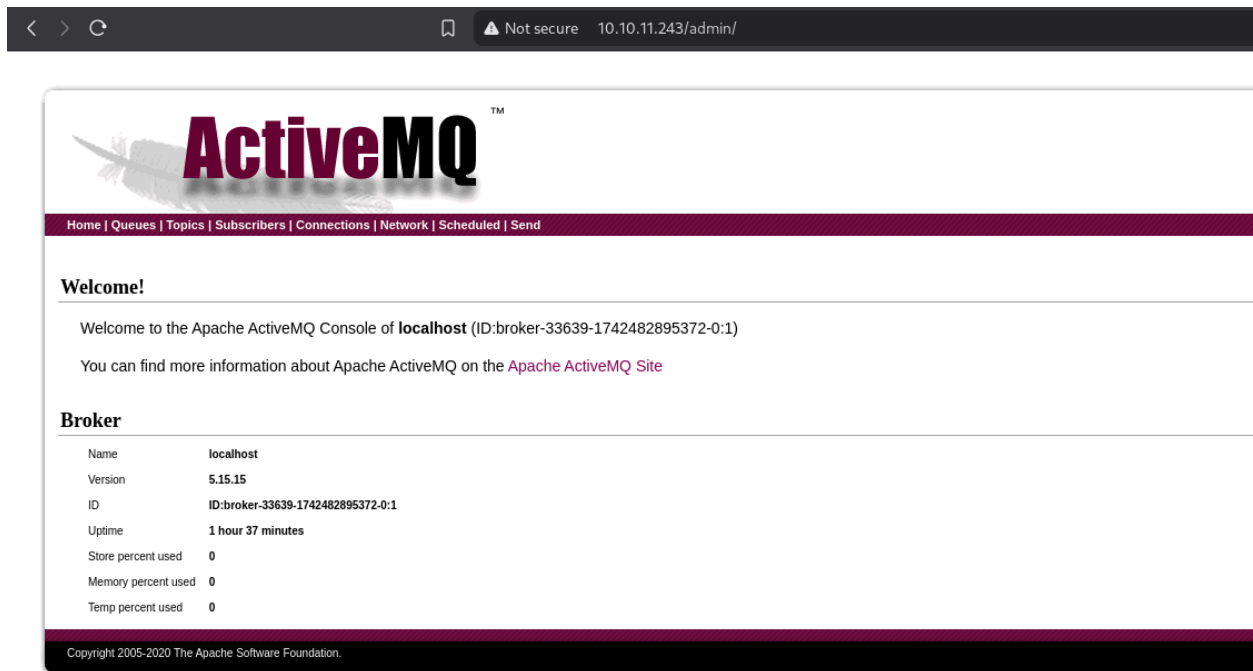 Not secure 10.10.11.243/admin/
ActiveMQ ™
Home | Queues | Topics | Subscribers | Connections | Network | Scheduled | Send
Welcome!
Welcome to the Apache ActiveMQ Console of localhost (ID:broker-33639-1742482895372-0:1)
You can find more information about Apache ActiveMQ on the Apache ActiveMQ Site
Broker
Name localhost
Version 5.15.15
ID ID:broker-33639-1742482895372-0:1
Uptime 1 hour 37 minutes
Store percent used 0
Memory percent used 0
Temp percent used 0
Copyright 2005-2020 The Apache Software Foundation.